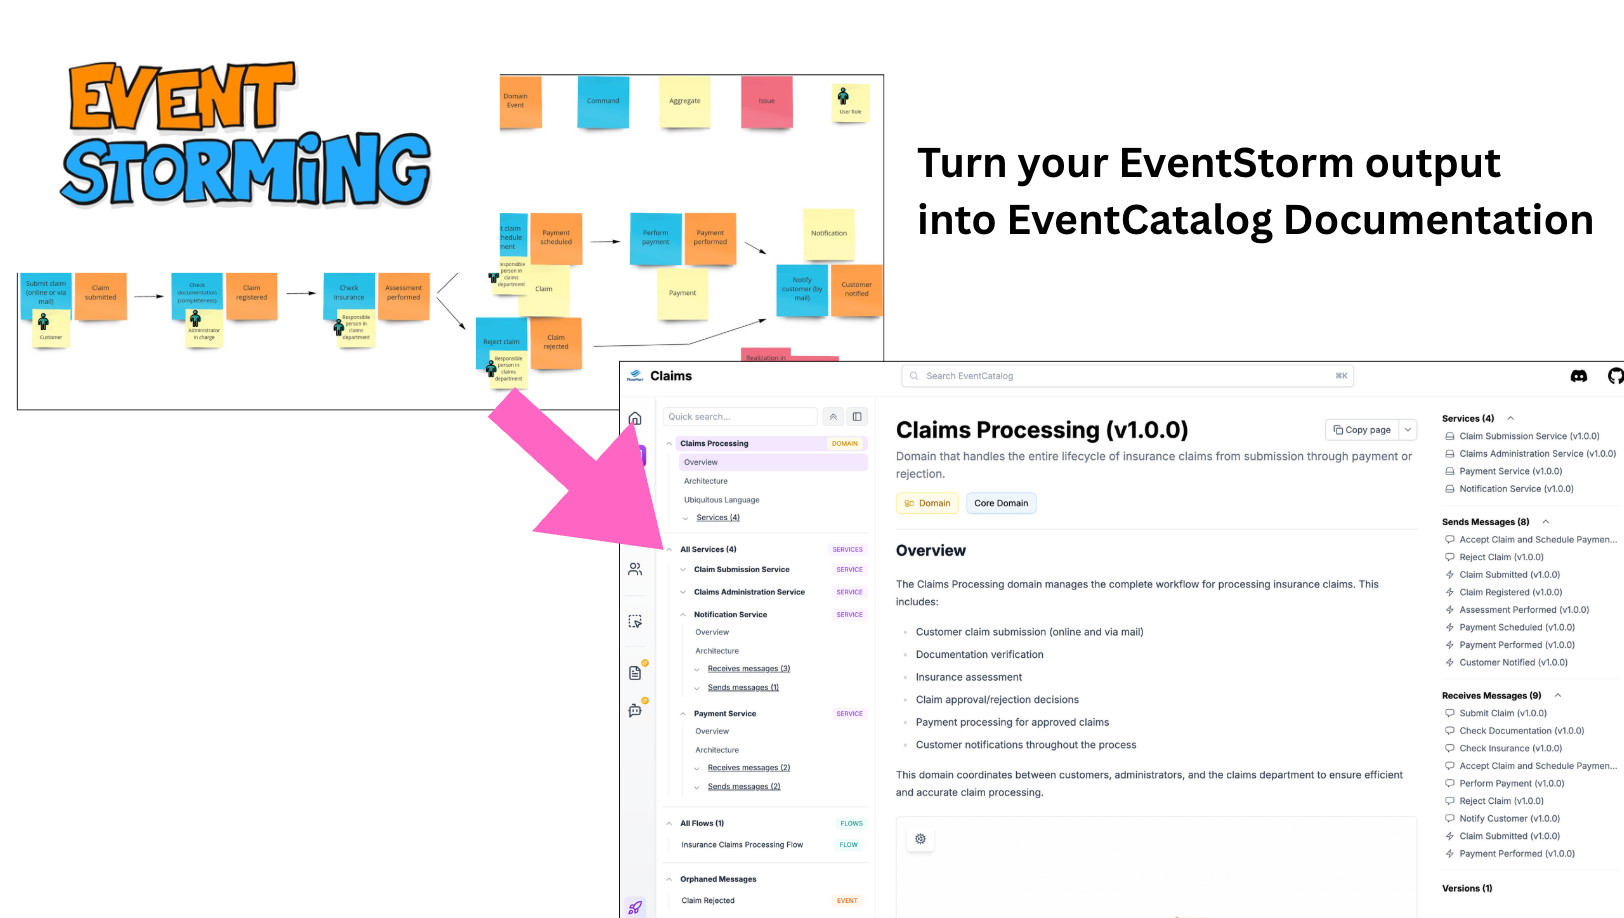 EVENT
STORMiNG
Domain
Event
Command
Aggregate
Issue
User Role
Turn your EventStorm output
into EventCatalog Documentation
Submit claim
(online or via
mail)
Customer
Claim
submitted
Check
documentation
(completeness)
Administrator
in charge
Claim
registered
Check
insurance
Responsible
person in
claims
department
Assessment
performed
t claim
hedule
ment
esponsible
person in
claims
department
Payment
scheduled
Claim
Perform
payment
Payment
performed
Payment
Notification
Notify
customer (by
mail)
Customer
notified
Reject claim
Responsible
person in
claims
department
Claim
rejected
Realization in
Claims
Search EventCatalog
⌘K
Quick search...
Claims Processing
DOMAIN
Overview
Architecture
Ubiquitous Language
Services (4)
All Services (4)
SERVICES
Claim Submission Service
SERVICE
Claims Administration Service
SERVICE
Notification Service
SERVICE
Overview
Architecture
Receives messages (3)
Sends messages (1)
Payment Service
SERVICE
Overview
Architecture
Receives messages (2)
Sends messages (2)
All Flows (1)
FLOWS
Insurance Claims Processing Flow
FLOW
Orphaned Messages
Claim Rejected
EVENT
Claims Processing (v1.0.0)
Copy page
Domain that handles the entire lifecycle of insurance claims from submission through payment or
rejection.
Domain
Core Domain
Overview
The Claims Processing domain manages the complete workflow for processing insurance claims. This
includes:
Customer claim submission (online and via mail)
Documentation verification
Insurance assessment
Claim approval/rejection decisions
Payment processing for approved claims
Customer notifications throughout the process
This domain coordinates between customers, administrators, and the claims department to ensure efficient
and accurate claim processing.
Services (4)
Claim Submission Service (v1.0.0)
Claims Administration Service (v1.0.0)
Payment Service (v1.0.0)
Notification Service (v1.0.0)
Sends Messages (8)
Accept Claim and Schedule Paymen...
Reject Claim (v1.0.0)
Claim Submitted (v1.0.0)
Claim Registered (v1.0.0)
Assessment Performed (v1.0.0)
Payment Scheduled (v1.0.0)
Payment Performed (v1.0.0)
Customer Notified (v1.0.0)
Receives Messages (9)
Submit Claim (v1.0.0)
Check Documentation (v1.0.0)
Check Insurance (v1.0.0)
Accept Claim and Schedule Paymen...
Perform Payment (v1.0.0)
Reject Claim (v1.0.0)
Notify Customer (v1.0.0)
Claim Submitted (v1.0.0)
Payment Performed (v1.0.0)
Versions (1)